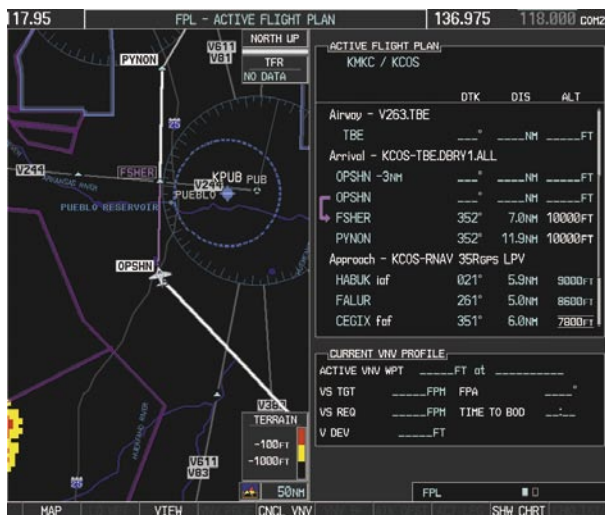 117.95 FPL - ACTIVE FLIGHT PLAN 136.975 118.000 COM2
V611
V81
NORTH UP
TFR
NO DATA
PYNON
25
V244
FSHER
V244
KPUB PUB
PUEBLO
ARKANSAS RIVER
PUEBLO RESERVOIR
OPSHN
HUERFANO RIVER
V611
V83
25
TERRAIN
-100FT
-1000FT
50NM
ACTIVE FLIGHT PLAN
KMKC / KCOS
DTK DIS ALT
Airway - V263.TBE
TBE ___° ____NM _____FT
Arrival - KCOS-TBE.DBRY1.ALL
OPSHN -3NM ___° ____NM _____FT
OPSHN ___° ____NM _____FT
FSHER 352° 7.0NM 10000FT
PYNON 352° 11.9NM 10000FT
Approach - KCOS-RNAV 35RGPS LPV
HABUK iaf 021° 5.9NM 9000FT
FALUR 261° 5.0NM 8600FT
CEGIX faf 351° 6.0NM 7800FT
CURRENT VNV PROFILE
ACTIVE VNV WPT _____FT at __________
VS TGT _____FPM FPA ____°
VS REQ _____FPM TIME TO BOD __:__
V DEV _____FT
FPL
MAP VIEW CNCL VNV SHW CHRT